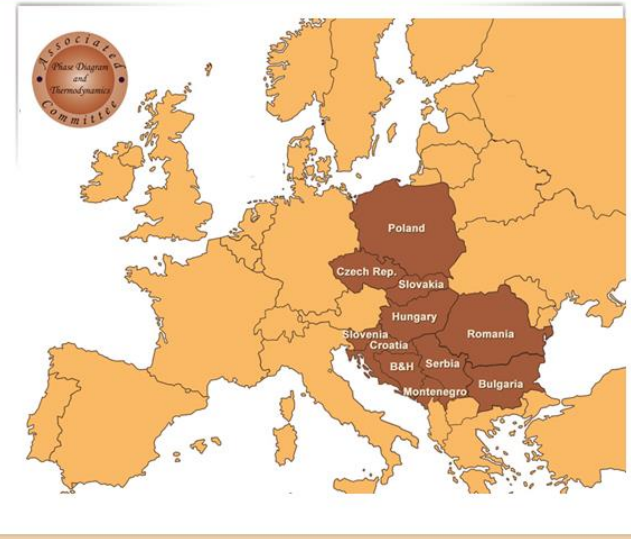 Associated
Phase Diagram
and
Thermodynamics
Committee
Poland
Czech Rep.
Slovakia
Hungary
Romania
Slovenia
Croatia
B&H
Serbia
Montenegro
Bulgaria